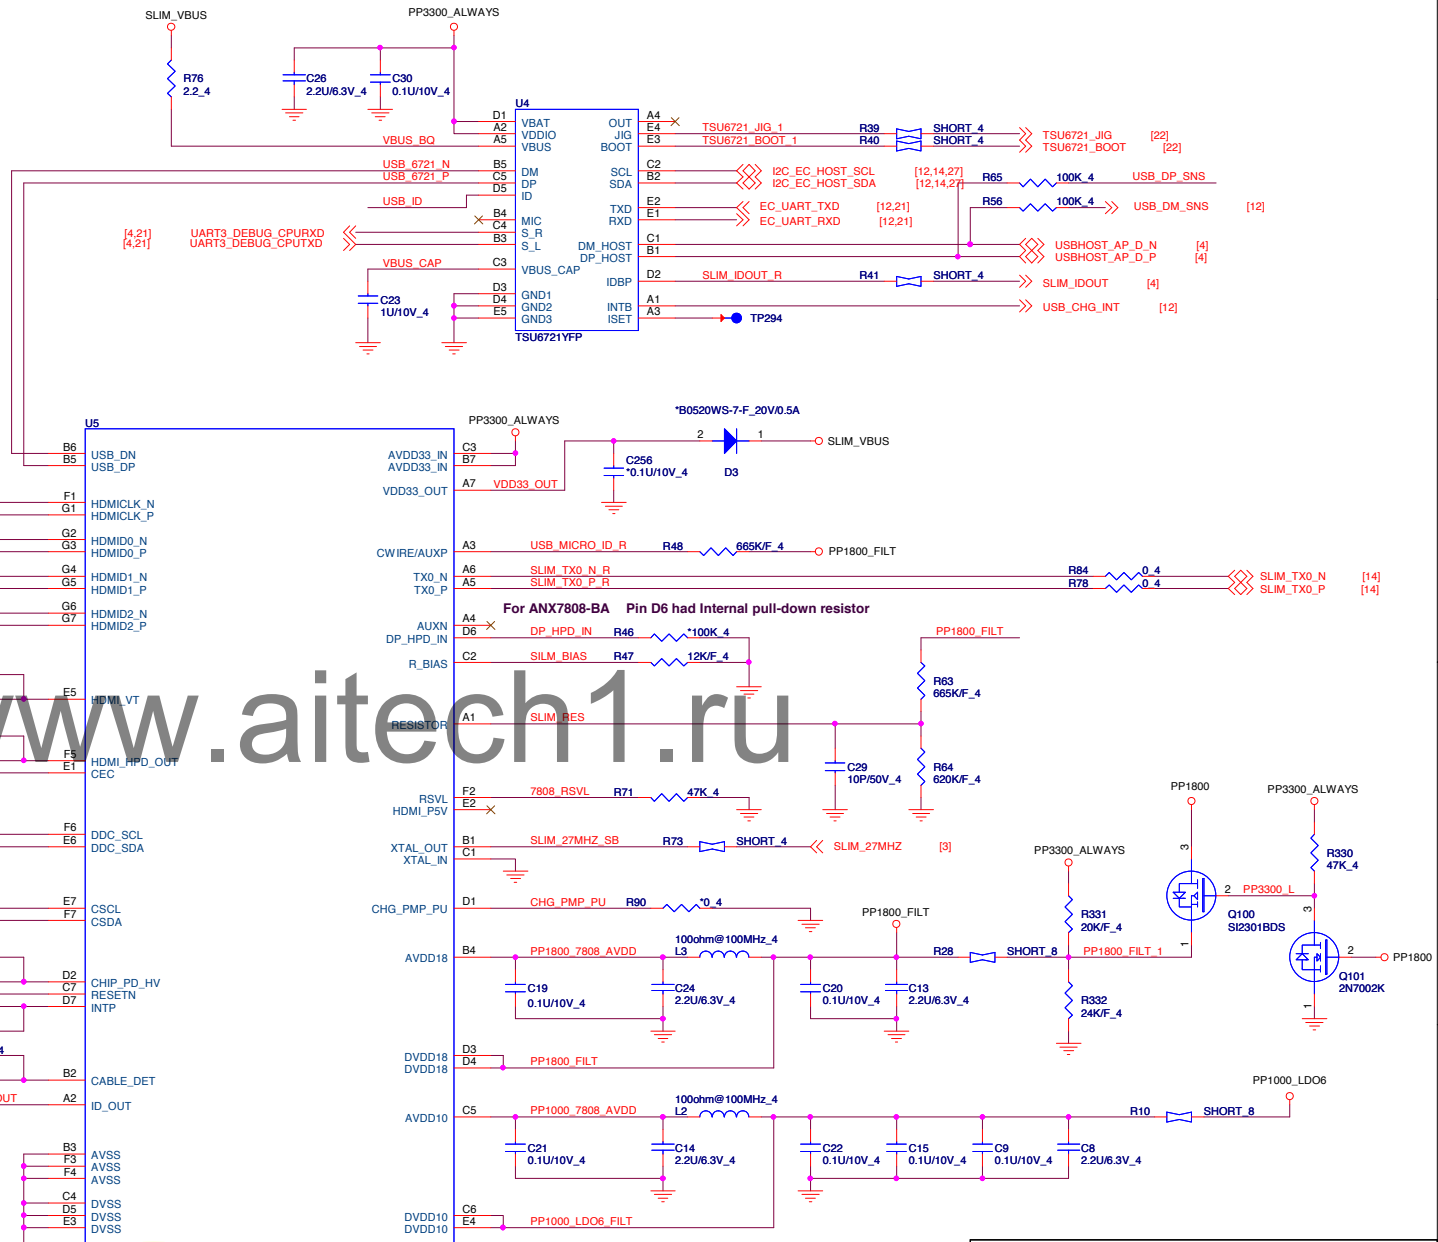 SLIM_VBUS
PP3300_ALWAYS
R76
2.2_4
C26
2.2U/6.3V_4
C30
0.1U/10V_4
U4
D1 VBAT
A2 VDDIO
VBUS_BQ A5 VBUS
USB_6721_N B5 DM
USB_6721_P C5 DP
USB_ID D5 ID
B4 MIC
[4,21] UART3_DEBUG_CPURXD C4 S_R
[4,21] UART3_DEBUG_CPUTXD B3 S_L
VBUS_CAP C3 VBUS_CAP
C23
1U/10V_4
D3 GND1
D4 GND2
E5 GND3
TSU6721YFP
OUT A4
JIG E4 TSU6721_JIG_1 R39 SHORT_4 TSU6721_JIG [22]
BOOT E3 TSU6721_BOOT_1 R40 SHORT_4 TSU6721_BOOT [22]
SCL C2 I2C_EC_HOST_SCL [12,14,27]
SDA B2 I2C_EC_HOST_SDA [12,14,27]
R65 100K_4 USB_DP_SNS
R56 100K_4 USB_DM_SNS [12]
TXD E2 EC_UART_TXD [12,21]
RXD E1 EC_UART_RXD [12,21]
DM_HOST C1 USBHOST_AP_D_N [4]
DP_HOST B1 USBHOST_AP_D_P [4]
IDBP D2 SLIM_IDOUT_R R41 SHORT_4 SLIM_IDOUT [4]
INTB A1 USB_CHG_INT [12]
ISET A3 TP294
U5
B6 USB_DN
B5 USB_DP
F1 HDMICLK_N
G1 HDMICLK_P
G2 HDMID0_N
G3 HDMID0_P
G4 HDMID1_N
G5 HDMID1_P
G6 HDMID2_N
G7 HDMID2_P
E5 HDMI_VT
F5 HDMI_HPD_OUT
E1 CEC
F6 DDC_SCL
E6 DDC_SDA
E7 CSCL
F7 CSDA
D2 CHIP_PD_HV
C7 RESETN
D7 INTP
4
B2 CABLE_DET
OUT A2 ID_OUT
B3 AVSS
F3 AVSS
F4 AVSS
C4 DVSS
D5 DVSS
E3 DVSS
PP3300_ALWAYS
AVDD33_IN C3
AVDD33_IN B7
VDD33_OUT A7 VDD33_OUT
C256
*0.1U/10V_4
*B0520WS-7-F_20V/0.5A
2 1 SLIM_VBUS
D3
CWIRE/AUXP A3 USB_MICRO_ID_R R48 665K/F_4 PP1800_FILT
TX0_N A6 SLIM_TX0_N_R R84 0_4 SLIM_TX0_N [14]
TX0_P A5 SLIM_TX0_P_R R78 0_4 SLIM_TX0_P [14]
For ANX7808-BA Pin D6 had Internal pull-down resistor
AUXN A4
DP_HPD_IN D6 DP_HPD_IN R46 *100K_4
R_BIAS C2 SILM_BIAS R47 12K/F_4
PP1800_FILT
R63
665K/F_4
RESISTOR A1 SLIM_RES
C29
10P/50V_4
R64
620K/F_4
www.aitech1.ru
RSVL F2 7808_RSVL R71 47K_4
HDMI_P5V E2
XTAL_OUT B1 SLIM_27MHZ_SB R73 SHORT_4 SLIM_27MHZ [3]
XTAL_IN C1
CHG_PMP_PU D1 CHG_PMP_PU R90 *0_4
PP1800
PP3300_ALWAYS
R330
47K_4
3
2 PP3300_L
Q100
SI2301BDS
1
3
2 PP1800
Q101
2N7002K
1
PP3300_ALWAYS
R331
20K/F_4
PP1800_FILT
100ohm@100MHz_4
AVDD18 B4 PP1800_7808_AVDD L3 R28 SHORT_8 PP1800_FILT_1
C19
0.1U/10V_4
C24
2.2U/6.3V_4
C20
0.1U/10V_4
C13
2.2U/6.3V_4
R332
24K/F_4
DVDD18 D3
DVDD18 D4 PP1800_FILT
PP1000_LDO6
100ohm@100MHz_4
AVDD10 C5 PP1000_7808_AVDD L2 R10 SHORT_8
C21
0.1U/10V_4
C14
2.2U/6.3V_4
C22
0.1U/10V_4
C15
0.1U/10V_4
C9
0.1U/10V_4
C8
2.2U/6.3V_4
DVDD10 C6
DVDD10 E4 PP1000_LDO6_FILT